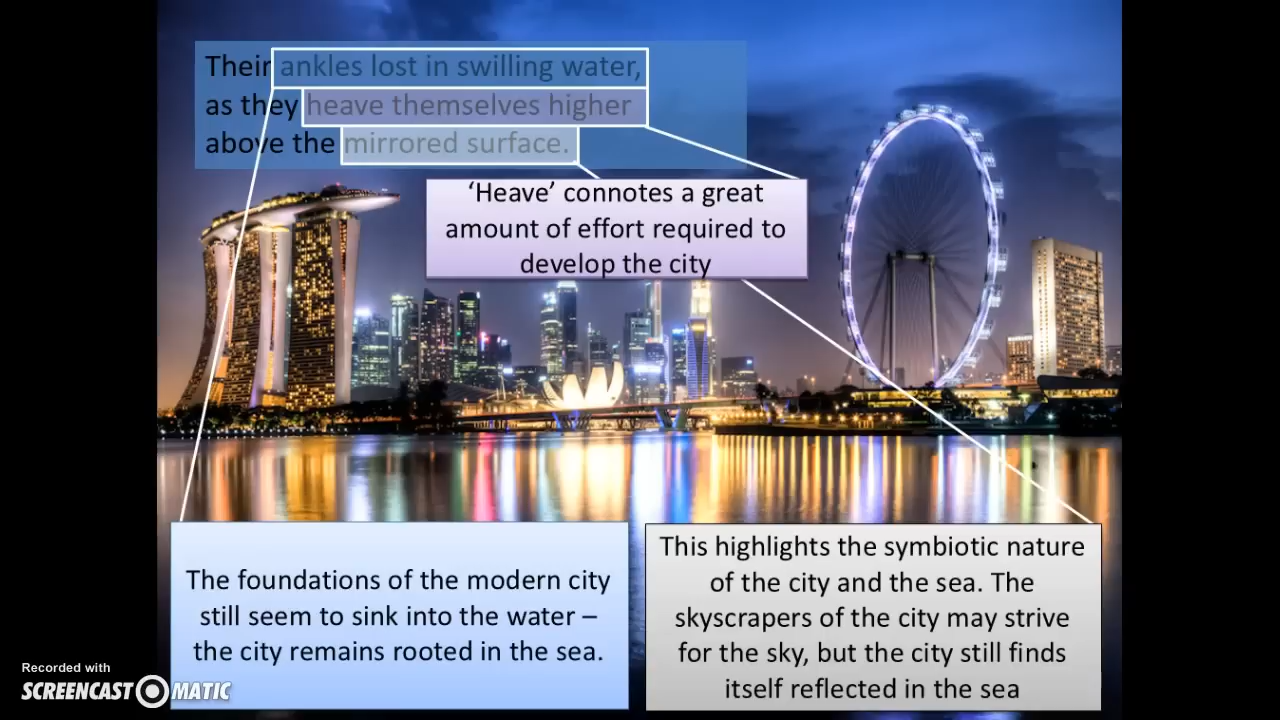 Their ankles lost in swilling water,
as they heave themselves higher
above the mirrored surface.
‘Heave’ connotes a great
amount of effort required to
develop the city
The foundations of the modern city
still seem to sink into the water –
the city remains rooted in the sea.
This highlights the symbiotic nature
of the city and the sea. The
skyscrapers of the city may strive
for the sky, but the city still finds
itself reflected in the sea
Recorded with
SCREENCAST MATIC